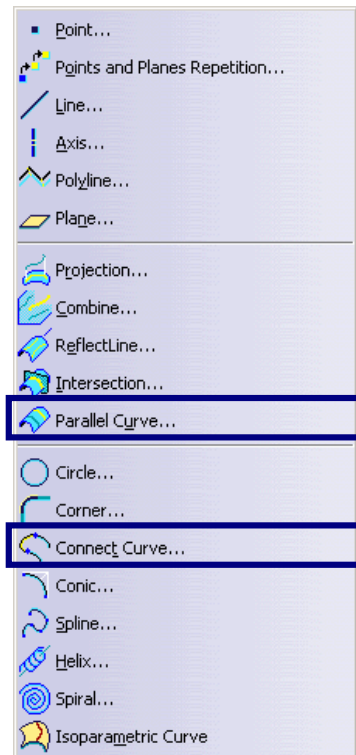 Point...
Points and Planes Repetition...
Line...
Axis...
Polyline...
Plane...
Projection...
Combine...
ReflectLine...
Intersection...
Parallel Curve...
Circle...
Corner...
Connect Curve...
Conic...
Spline...
Helix...
Spiral...
Isoparametric Curve